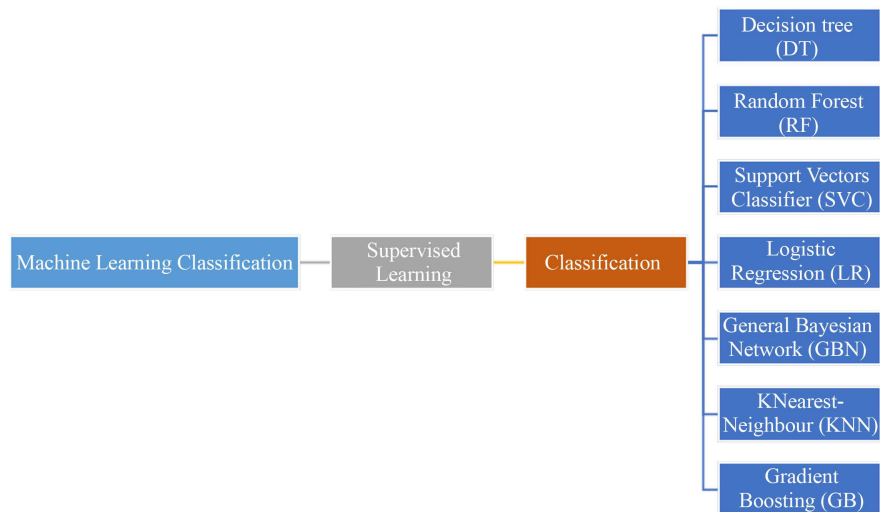 Machine Learning Classification
Supervised
Learning
Classification
Decision tree
(DT)
Random Forest
(RF)
Support Vectors
Classifier (SVC)
Logistic
Regression (LR)
General Bayesian
Network (GBN)
KNearest-
Neighbour (KNN)
Gradient
Boosting (GB)